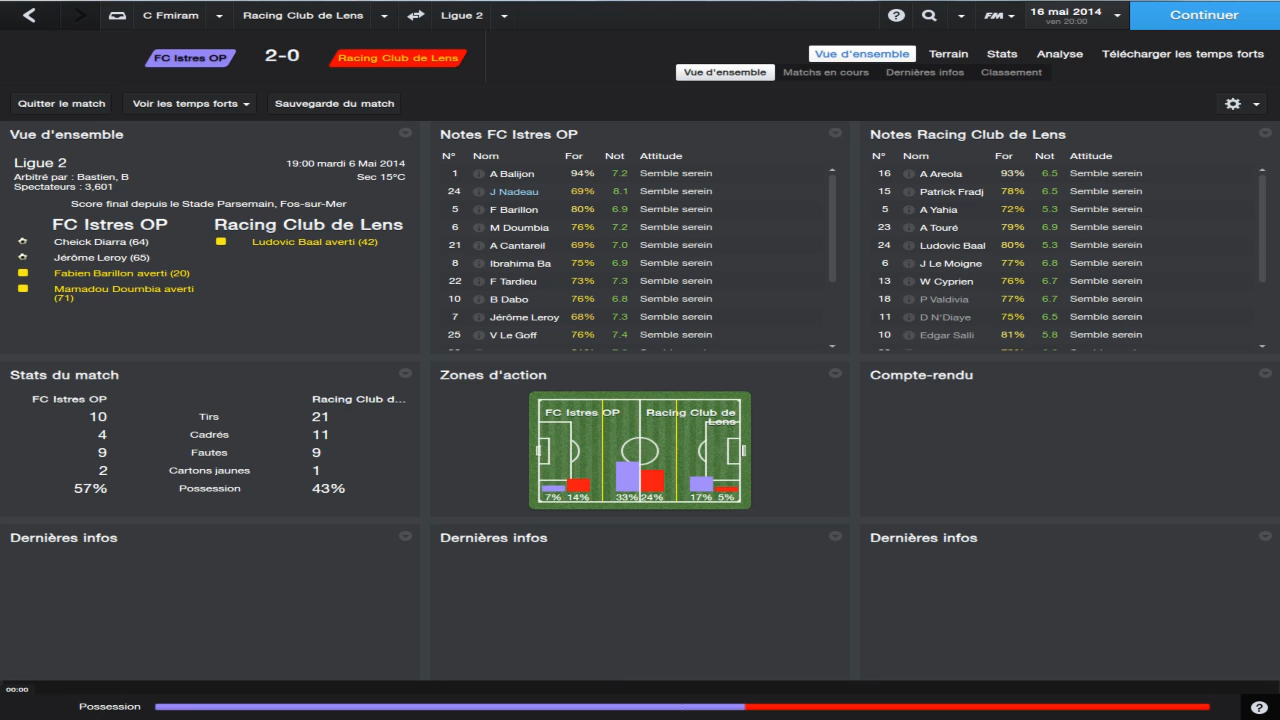 C Fmiram Racing Club de Lens Ligue 2 ? FM 16 mai 2014 ven 20:00 Continuer
FC Istres OP 2-0 Racing Club de Lens
Vue d'ensemble Terrain Stats Analyse Télécharger les temps forts
Vue d'ensemble Matchs en cours Dernières infos Classement
Quitter le match Voir les temps forts Sauvegarde du match
Vue d'ensemble
Ligue 2 19:00 mardi 6 Mai 2014
Arbitré par : Bastien, B Sec 15°C
Spectateurs : 3,601
Score final depuis le Stade Parsemain, Fos-sur-Mer
FC Istres OP Racing Club de Lens
Cheick Diarra (64) Ludovic Baal averti (42)
Jérôme Leroy (65)
Fabien Barillon averti (20)
Mamadou Doumbia averti
(71)
Notes FC Istres OP
N° Nom For Not Attitude
1 A Balijon 94% 7.2 Semble serein
24 J Nadeau 69% 8.1 Semble serein
5 F Barillon 80% 6.9 Semble serein
6 M Doumbia 76% 7.2 Semble serein
21 A Cantareil 69% 7.0 Semble serein
8 Ibrahima Ba 75% 6.9 Semble serein
22 F Tardieu 73% 7.3 Semble serein
10 B Dabo 76% 6.8 Semble serein
7 Jérôme Leroy 68% 7.3 Semble serein
25 V Le Goff 76% 7.4 Semble serein
Notes Racing Club de Lens
N° Nom For Not Attitude
16 A Areola 93% 6.5 Semble serein
15 Patrick Fradj 78% 6.5 Semble serein
5 A Yahia 72% 5.3 Semble serein
23 A Touré 79% 6.9 Semble serein
24 Ludovic Baal 80% 5.3 Semble serein
6 J Le Moigne 77% 6.8 Semble serein
13 W Cyprien 76% 6.7 Semble serein
18 P Valdivia 77% 6.7 Semble serein
11 D N'Diaye 75% 6.5 Semble serein
10 Edgar Salli 81% 5.8 Semble serein
Stats du match
FC Istres OP Racing Club d...
10 Tirs 21
4 Cadrés 11
9 Fautes 9
2 Cartons jaunes 1
57% Possession 43%
Zones d'action
FC Istres OP Racing Club de
Lens
7% 14% 33% 24% 17% 5%
Compte-rendu
Dernières infos
Dernières infos
Dernières infos
00:00
Possession ?